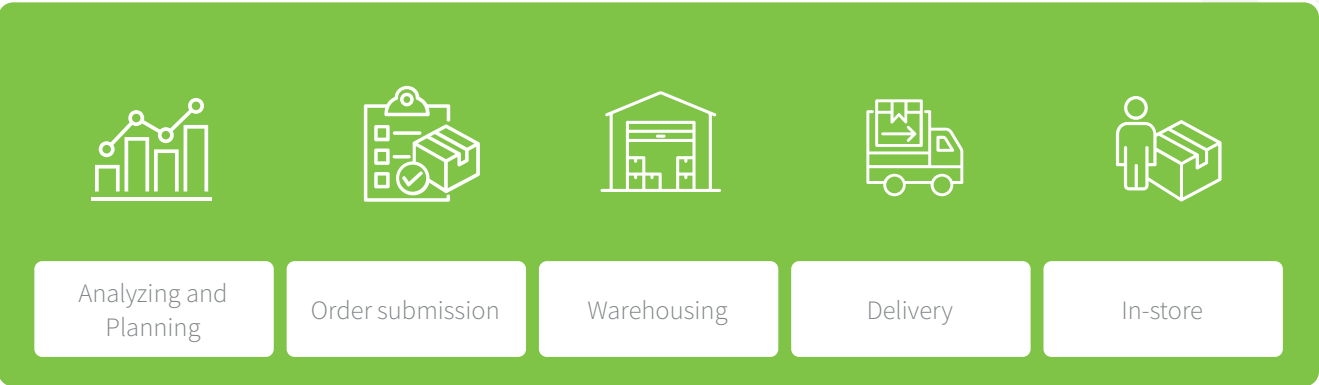 Analyzing and
Planning
Order submission
Warehousing
Delivery
In-store